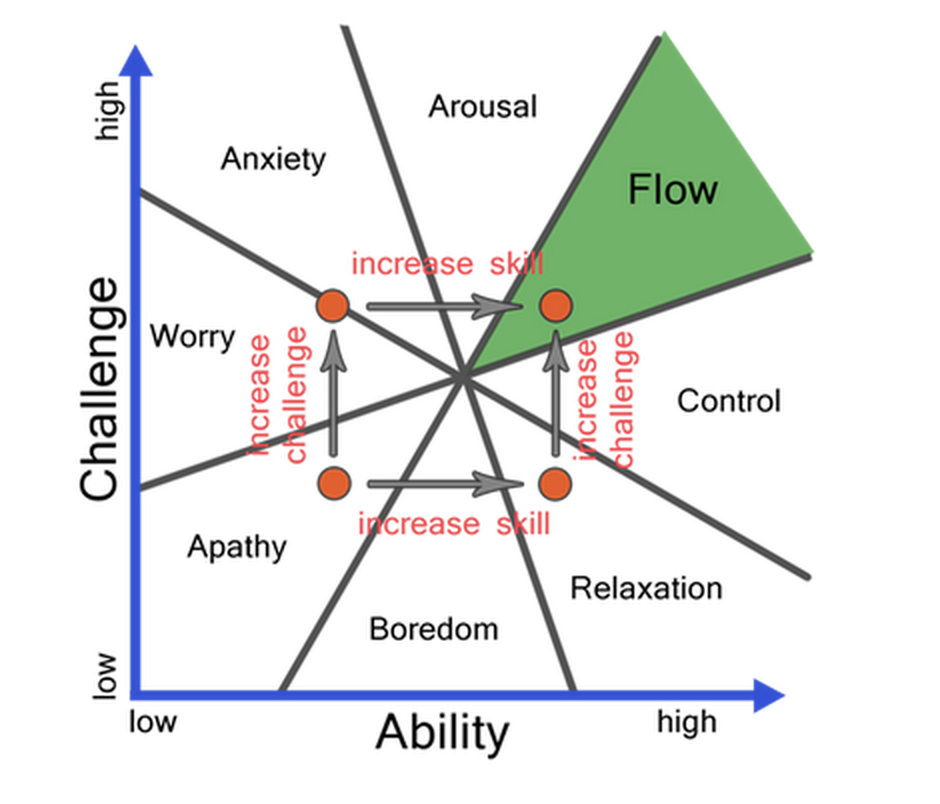 high
Arousal
Anxiety
Flow
increase skill
Challenge
Worry
increase
challenge
increase
challenge
Control
increase skill
Apathy
Relaxation
Boredom
low
low
Ability
high